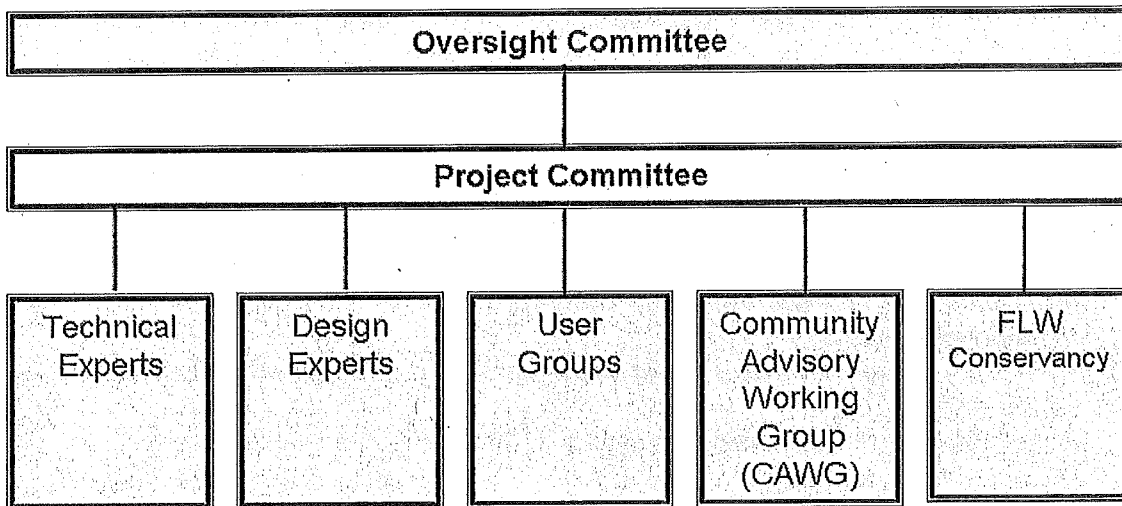 Oversight Committee
Project Committee
Technical
Experts
Design
Experts
User
Groups
Community
Advisory
Working
Group
(CAWG)
FLW
Conservancy